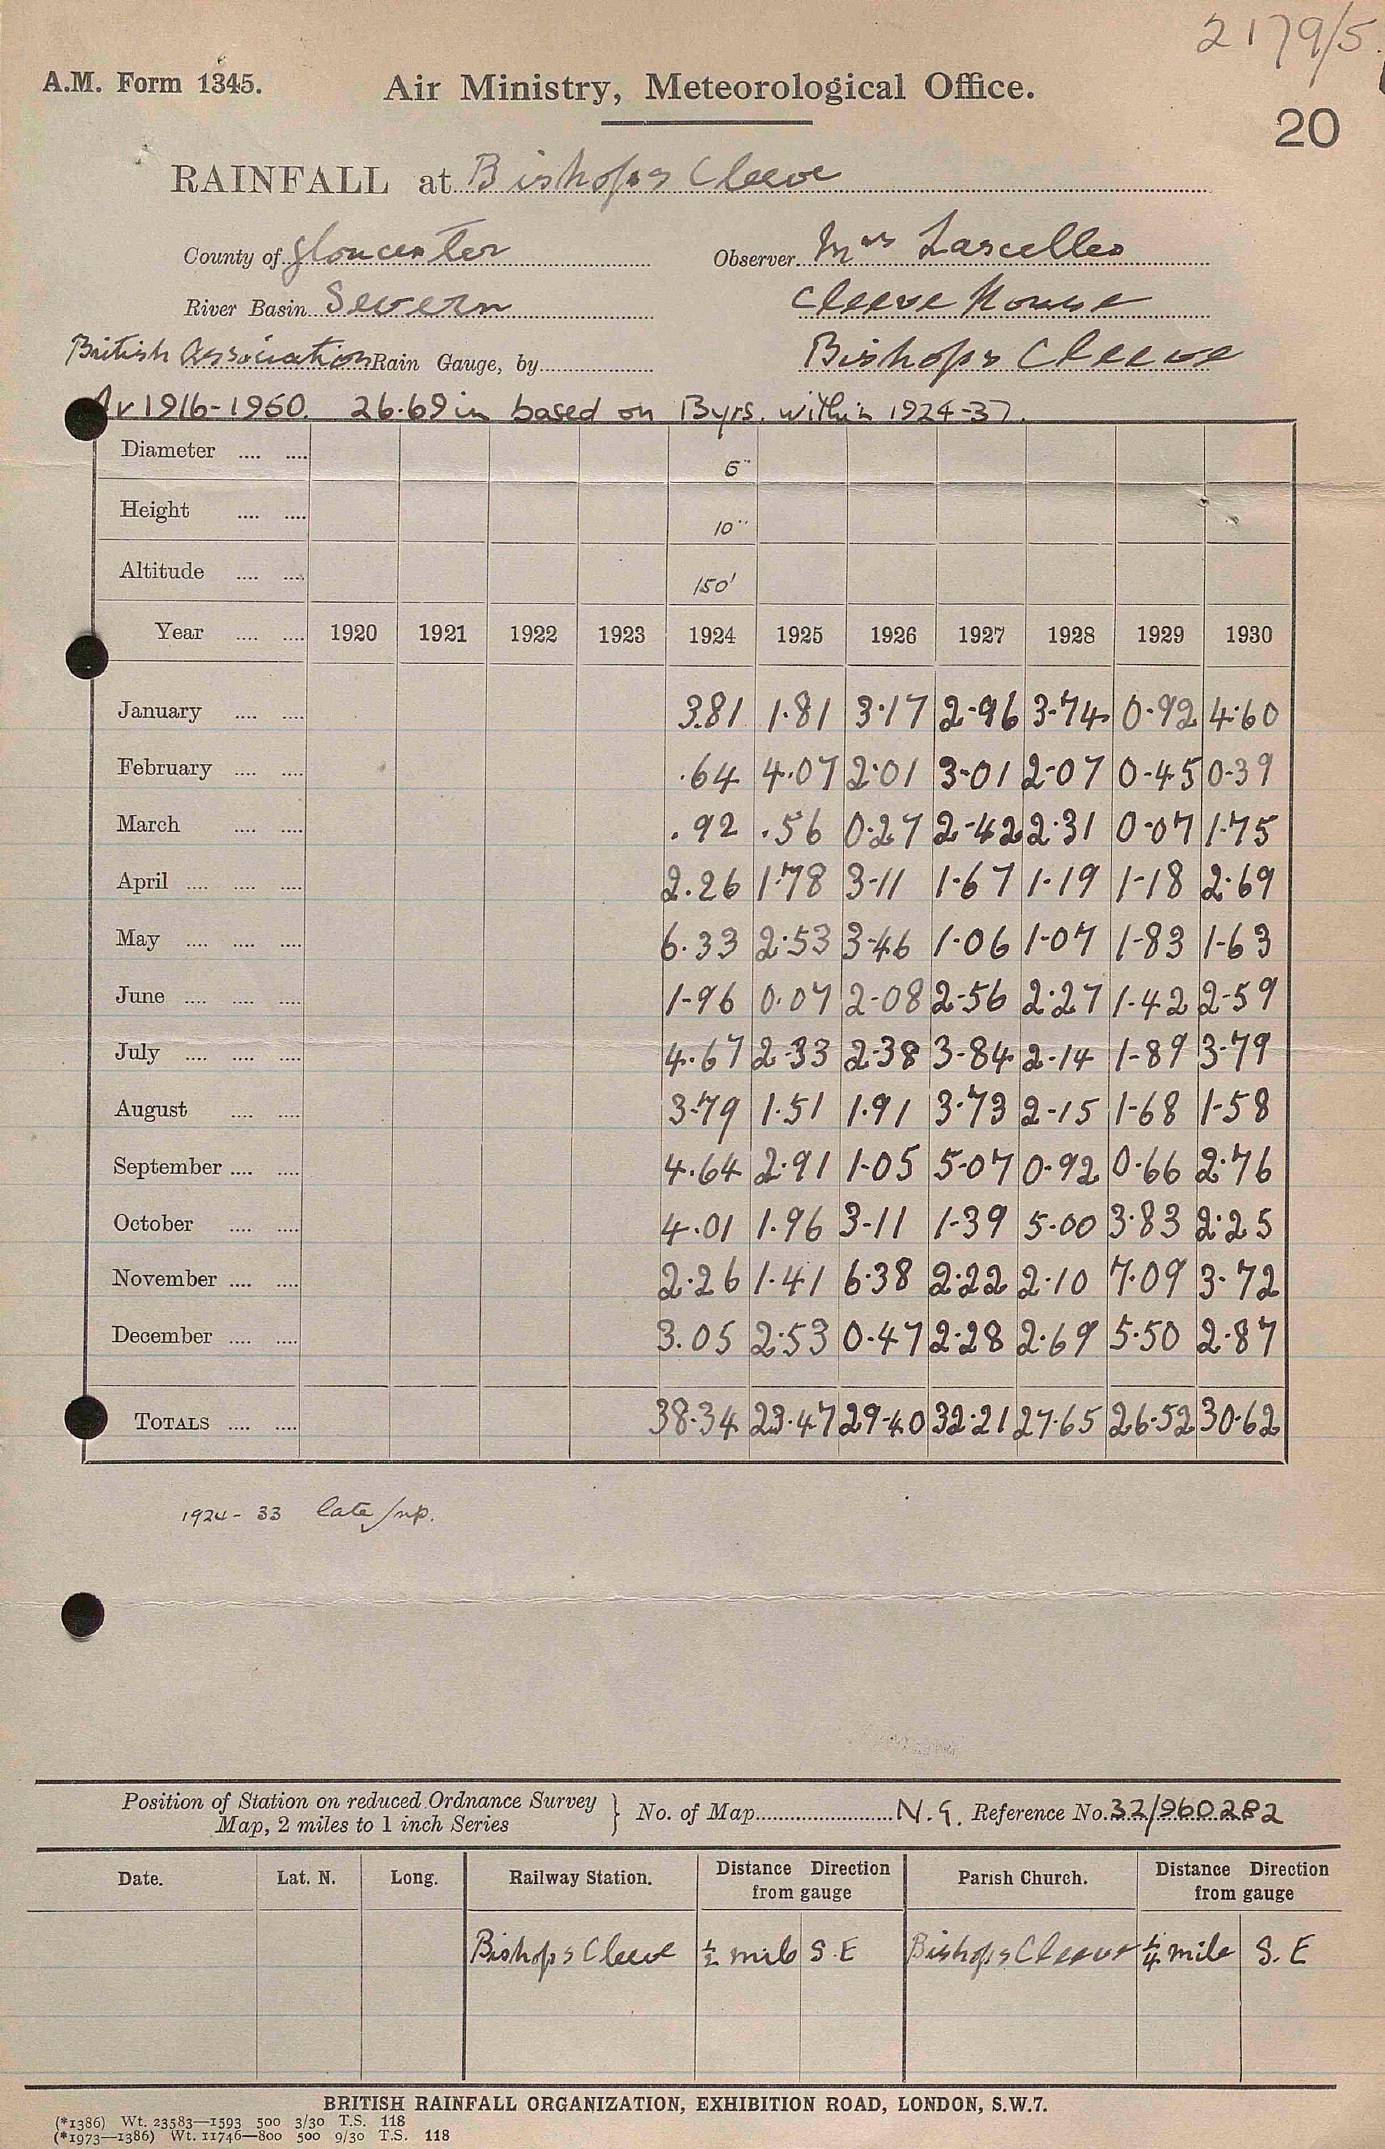 2179/5.
A.M. Form 1345. Air Ministry, Meteorological Office.
20
RAINFALL at Bishops Cleeve
County of Gloucester Observer Mrs Lascelles
River Basin Severn Cleeve House
British Association Rain Gauge, by Bishops Cleeve
Av 1916-1950. 26.69 in based on 13 yrs. within 1924-37.
Diameter .... .... 5"
Height .... .... 10"
Altitude .... .... 150'
Year .... .... 1920 1921 1922 1923 1924 1925 1926 1927 1928 1929 1930
January .... .... 3.81 1.81 3.17 2.96 3.74 0.92 4.60
February .... .... .64 4.07 2.01 3.01 2.07 0.45 0.39
March .... .... .92 .56 0.27 2.42 2.31 0.07 1.75
April .... .... .... 2.26 1.78 3.11 1.67 1.19 1.18 2.69
May .... .... .... 6.33 2.53 3.46 1.06 1.07 1.83 1.63
June .... .... .... 1.96 0.07 2.08 2.56 2.27 1.42 2.59
July .... .... .... 4.67 2.33 2.38 3.84 2.14 1.89 3.79
August .... .... 3.79 1.51 1.91 3.73 2.15 1.68 1.58
September .... .... 4.64 2.91 1.05 5.07 0.92 0.66 2.76
October .... .... 4.01 1.96 3.11 1.39 5.00 3.83 2.25
November .... .... 2.26 1.41 6.38 2.22 2.10 7.09 3.72
December .... .... 3.05 2.53 0.47 2.28 2.69 5.50 2.87
TOTALS .... .... 38.34 23.47 29.40 32.21 27.65 26.52 30.62
1924-33 late/np.
Position of Station on reduced Ordnance Survey
Map, 2 miles to 1 inch Series } No. of Map N.G. Reference No. 32/960282
Date. Lat. N. Long. Railway Station. Distance Direction from gauge Parish Church. Distance Direction from gauge
Bishops Cleeve ½ mile S.E Bishops Cleeve ¼ mile S.E
BRITISH RAINFALL ORGANIZATION, EXHIBITION ROAD, LONDON, S.W.7.
(*1386) Wt. 23583—1593 500 3/30 T.S. 118
(*1973—1386) Wt. 11746—800 500 9/30 T.S. 118